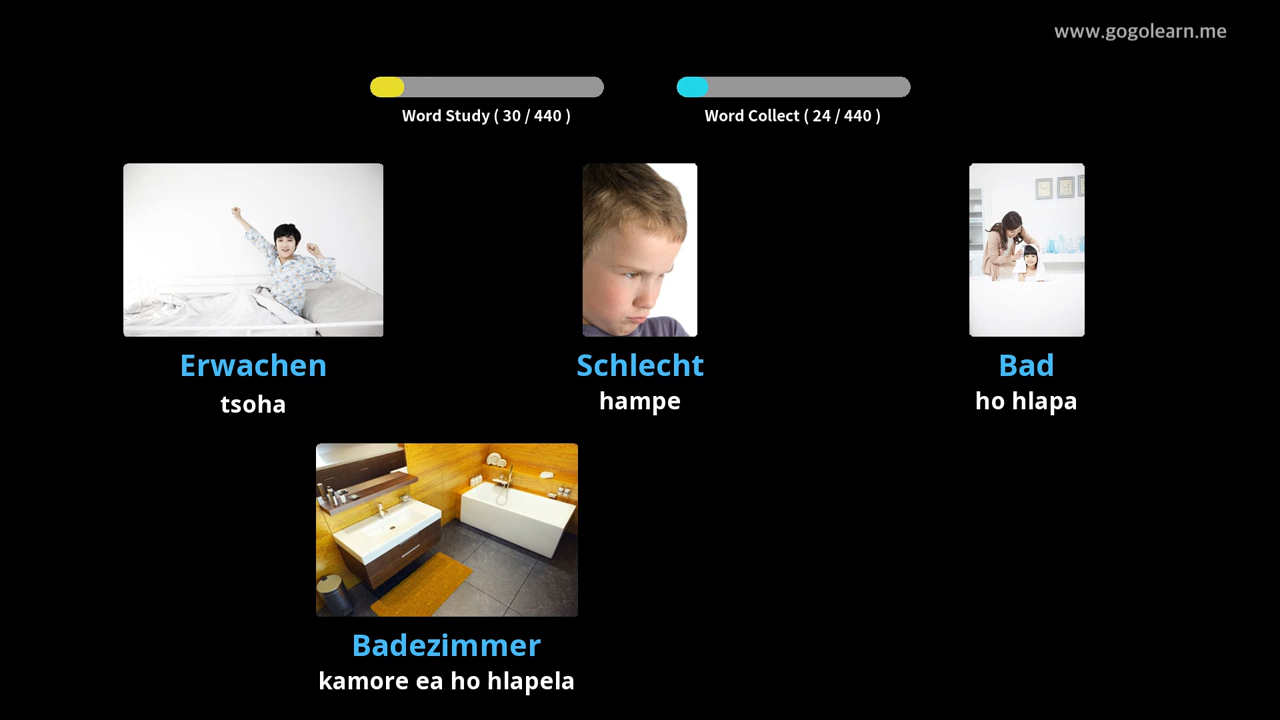 www.gogolearn.me
Word Study ( 30 / 440 )
Word Collect ( 24 / 440 )
Erwachen
tsoha
Schlecht
hampe
Bad
ho hlapa
Badezimmer
kamore ea ho hlapela